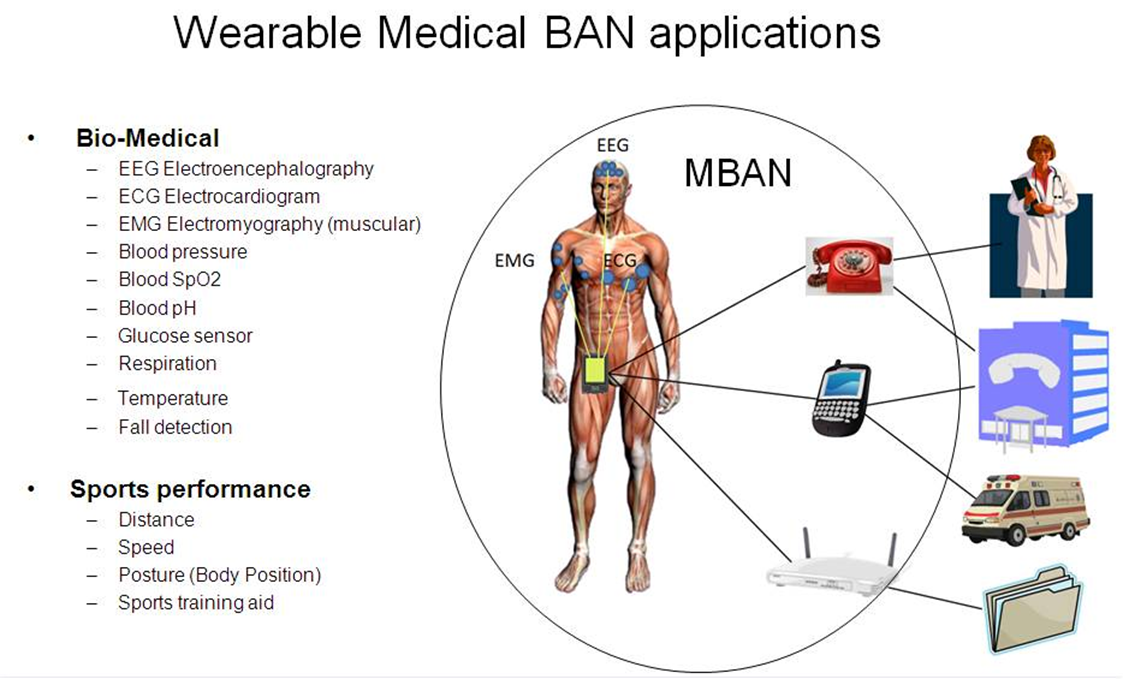 Wearable Medical BAN applications
• Bio-Medical
– EEG Electroencephalography
– ECG Electrocardiogram
– EMG Electromyography (muscular)
– Blood pressure
– Blood SpO2
– Blood pH
– Glucose sensor
– Respiration
– Temperature
– Fall detection
• Sports performance
– Distance
– Speed
– Posture (Body Position)
– Sports training aid
EEG
MBAN
EMG
ECG